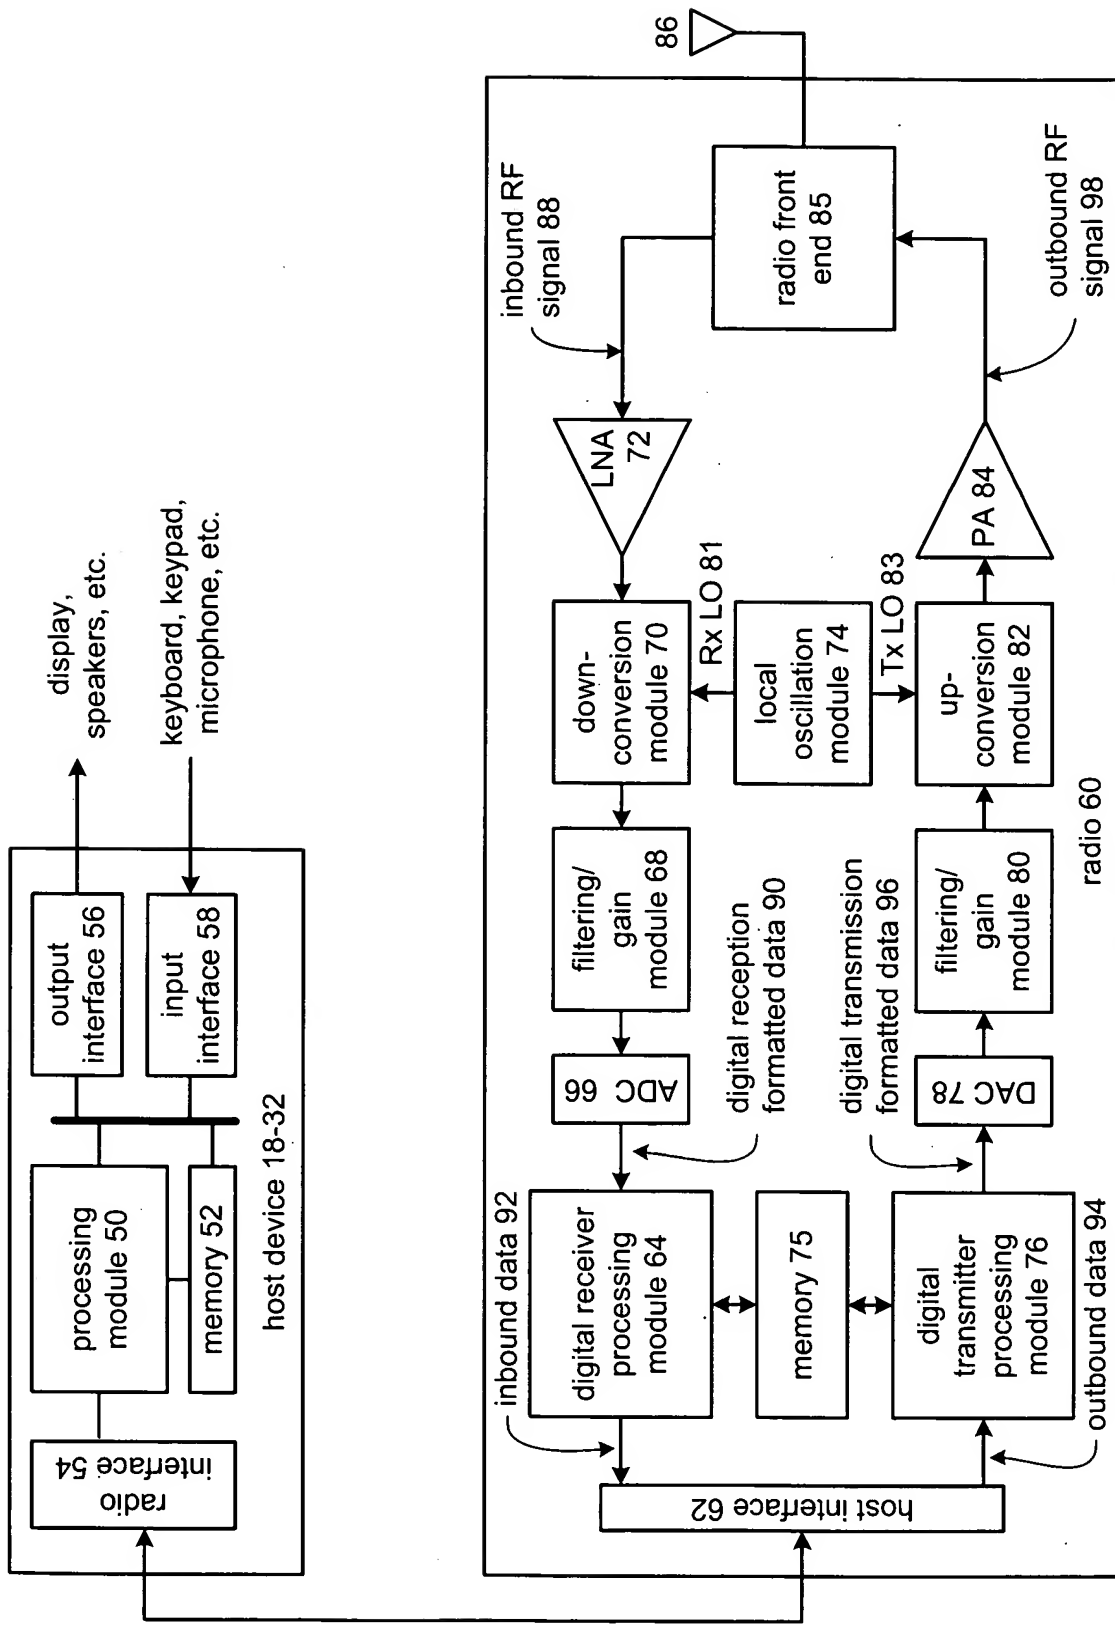 radio
interface 54
processing
module 50
memory 52
output
interface 56
input
interface 58
host device 18-32
display,
speakers, etc.
keyboard, keypad,
microphone, etc.
host interface 62
inbound data 92
digital receiver
processing
module 64
memory 75
digital
transmitter
processing
module 76
outbound data 94
ADC 66
digital reception
formatted data 90
digital transmission
formatted data 96
DAC 78
filtering/
gain
module 68
filtering/
gain
module 80
down-
conversion
module 70
Rx LO 81
local
oscillation
module 74
Tx LO 83
up-
conversion
module 82
LNA
72
PA 84
inbound RF
signal 88
radio front
end 85
outbound RF
signal 98
86
radio 60